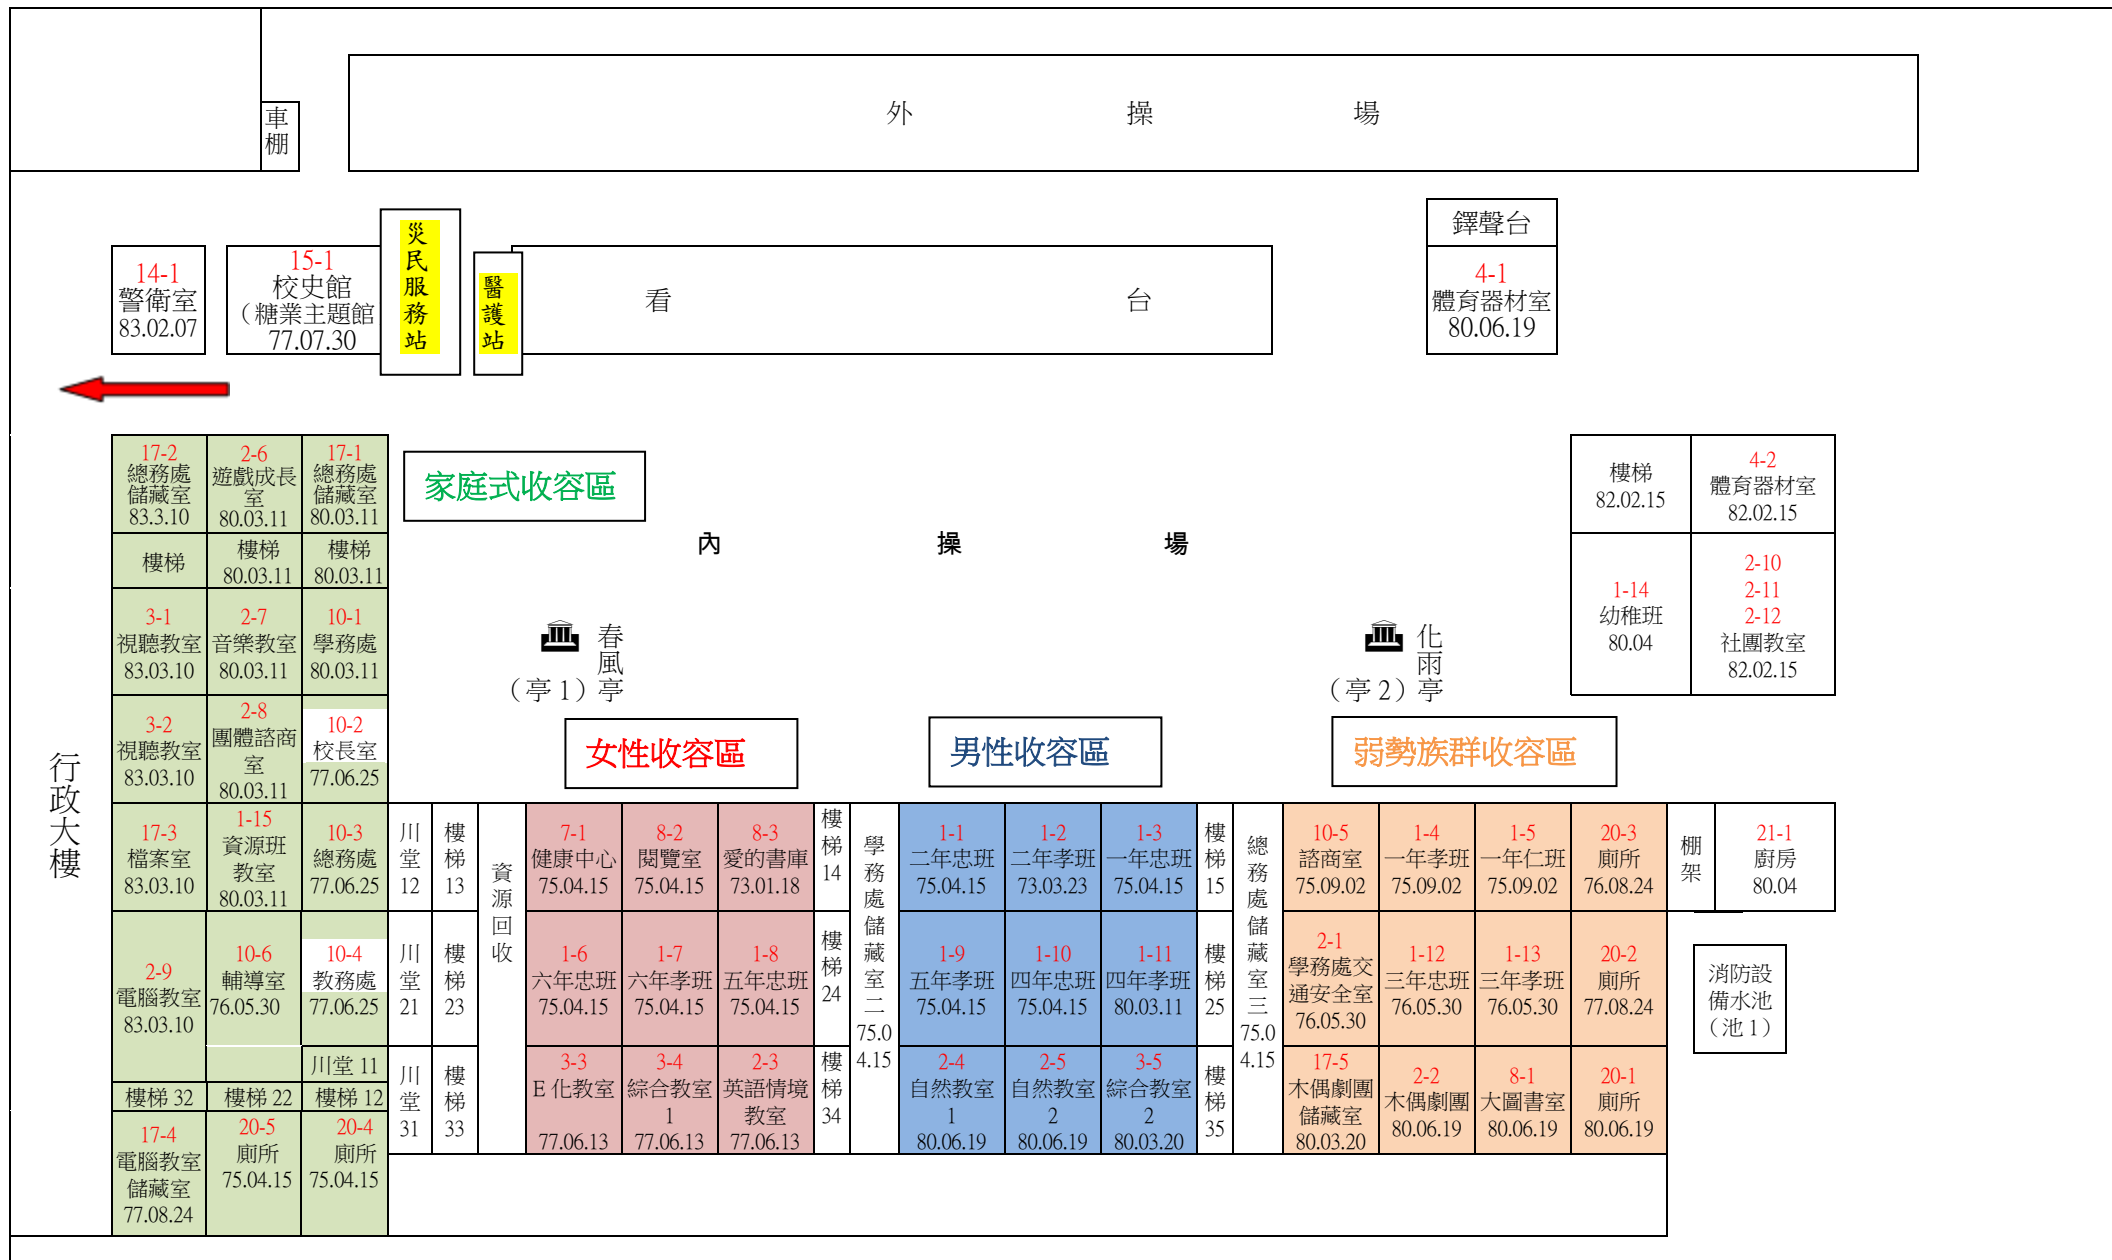 外 操 場
車棚
鐸聲台
14-1
警衛室
83.02.07
15-1
校史館
（糖業主題館
77.07.30
災民服務站
醫護站
看 台
4-1
體育器材室
80.06.19
17-2
總務處
儲藏室
83.3.10
2-6
遊戲成長
室
80.03.11
17-1
總務處
儲藏室
80.03.11
家庭式收容區
樓梯
82.02.15
4-2
體育器材室
82.02.15
內 操 場
樓梯
樓梯
80.03.11
樓梯
80.03.11
1-14
幼稚班
80.04
2-10
2-11
2-12
社團教室
82.02.15
3-1
視聽教室
83.03.10
2-7
音樂教室
80.03.11
10-1
學務處
80.03.11
春風亭
（亭1）
化雨亭
（亭2）
行政大樓
3-2
視聽教室
83.03.10
2-8
團體諮商
室
80.03.11
10-2
校長室
77.06.25
女性收容區
男性收容區
弱勢族群收容區
17-3
檔案室
83.03.10
1-15
資源班
教室
80.03.11
10-3
總務處
77.06.25
川堂12
樓梯13
資源回收
7-1
健康中心
75.04.15
8-2
閱覽室
75.04.15
8-3
愛的書庫
73.01.18
樓梯14
學務處儲藏室二
75.0
4.15
1-1
二年忠班
75.04.15
1-2
二年孝班
73.03.23
1-3
一年忠班
75.04.15
樓梯15
總務處儲藏室三
75.0
4.15
10-5
諮商室
75.09.02
1-4
一年孝班
75.09.02
1-5
一年仁班
75.09.02
20-3
廁所
76.08.24
棚架
21-1
廚房
80.04
2-9
電腦教室
83.03.10
10-6
輔導室
76.05.30
10-4
教務處
77.06.25
川堂21
樓梯23
1-6
六年忠班
75.04.15
1-7
六年孝班
75.04.15
1-8
五年忠班
75.04.15
樓梯24
1-9
五年孝班
75.04.15
1-10
四年忠班
75.04.15
1-11
四年孝班
80.03.11
樓梯25
2-1
學務處交
通安全室
76.05.30
1-12
三年忠班
76.05.30
1-13
三年孝班
76.05.30
20-2
廁所
77.08.24
消防設
備水池
（池1）
川堂 11
樓梯 32
樓梯 22
樓梯 12
川堂31
樓梯33
3-3
E 化教室
77.06.13
3-4
綜合教室
1
77.06.13
2-3
英語情境
教室
77.06.13
樓梯34
2-4
自然教室
1
80.06.19
2-5
自然教室
2
80.06.19
3-5
綜合教室
2
80.03.20
樓梯35
17-5
木偶劇團
儲藏室
80.03.20
2-2
木偶劇團
80.06.19
8-1
大圖書室
80.06.19
20-1
廁所
80.06.19
17-4
電腦教室
儲藏室
77.08.24
20-5
廁所
75.04.15
20-4
廁所
75.04.15